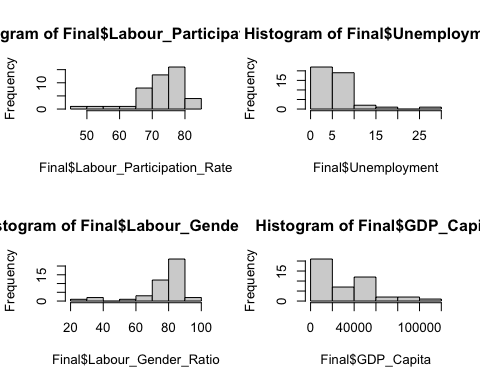 gram of Final$Labour_Participat
Frequency
0 10
50 60 70 80
Final$Labour_Participation_Rate
Histogram of Final$Unemploym
Frequency
0 15
0 5 15 25
Final$Unemployment
stogram of Final$Labour_Gende
Frequency
0 15
20 40 60 80 100
Final$Labour_Gender_Ratio
Histogram of Final$GDP_Capi
Frequency
0 15
0 40000 100000
Final$GDP_Capita